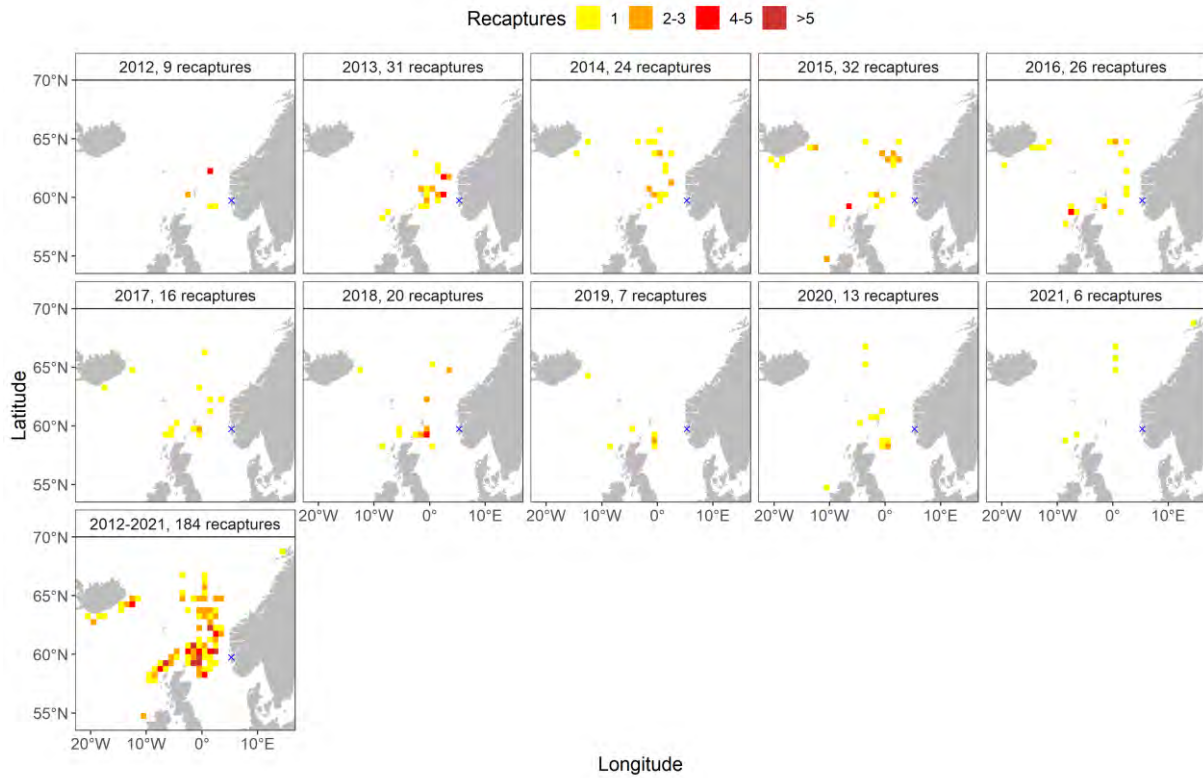 Recaptures 1 2-3 4-5 >5
2012, 9 recaptures 2013, 31 recaptures 2014, 24 recaptures 2015, 32 recaptures 2016, 26 recaptures
70°N
65°N
60°N
55°N
2017, 16 recaptures 2018, 20 recaptures 2019, 7 recaptures 2020, 13 recaptures 2021, 6 recaptures
70°N
65°N
60°N
55°N
Latitude
20°W 10°W 0° 10°E 20°W 10°W 0° 10°E 20°W 10°W 0° 10°E 20°W 10°W 0° 10°E
2012-2021, 184 recaptures
70°N
65°N
60°N
55°N
20°W 10°W 0° 10°E
Longitude